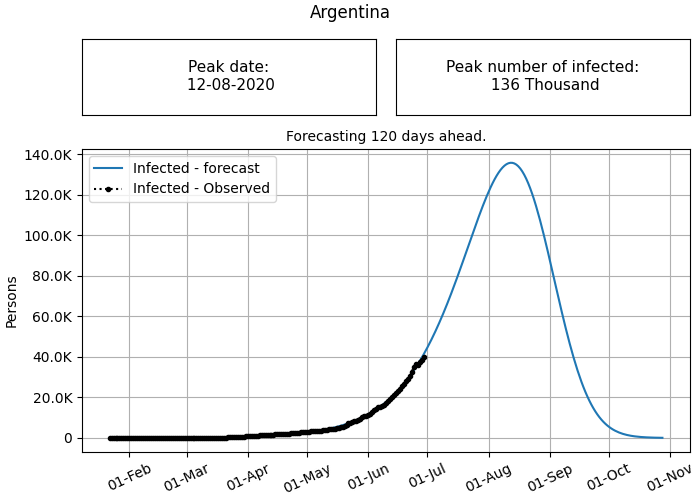 Argentina
Peak date:
12-08-2020
Peak number of infected:
136 Thousand
Forecasting 120 days ahead.
Infected - forecast
Infected - Observed
Persons
140.0K
120.0K
100.0K
80.0K
60.0K
40.0K
20.0K
0
01-Feb
01-Mar
01-Apr
01-May
01-Jun
01-Jul
01-Aug
01-Sep
01-Oct
01-Nov